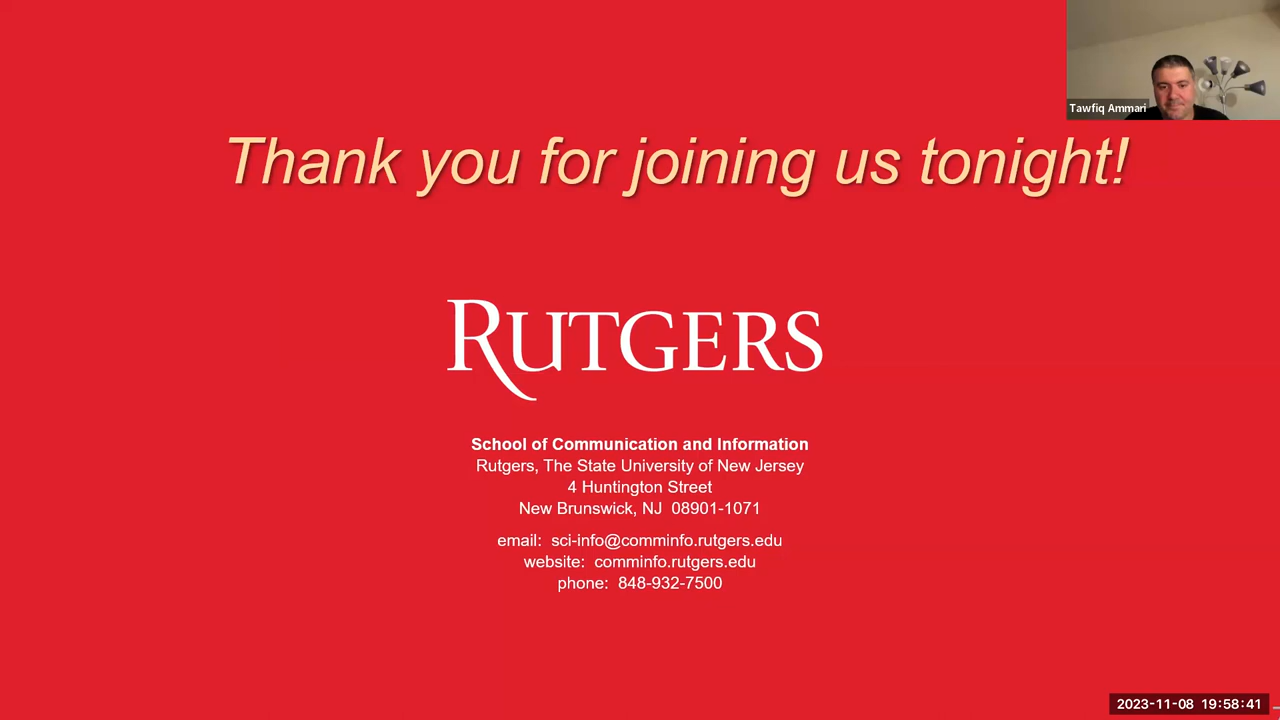 Tawfiq Ammari
Thank you for joining us tonight!
RUTGERS
School of Communication and Information
Rutgers, The State University of New Jersey
4 Huntington Street
New Brunswick, NJ  08901-1071
email:  sci-info@comminfo.rutgers.edu
website:  comminfo.rutgers.edu
phone:  848-932-7500
2023-11-08  19:58:41